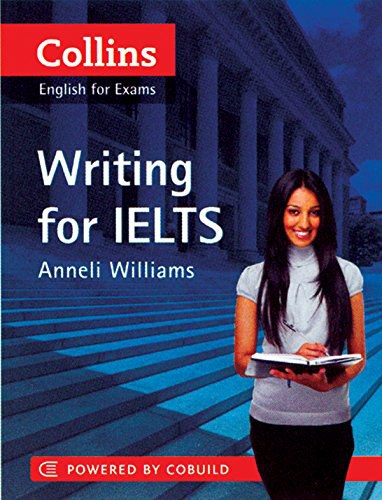 Collins
English for Exams
Writing
for IELTS
Anneli Williams
POWERED BY COBUILD